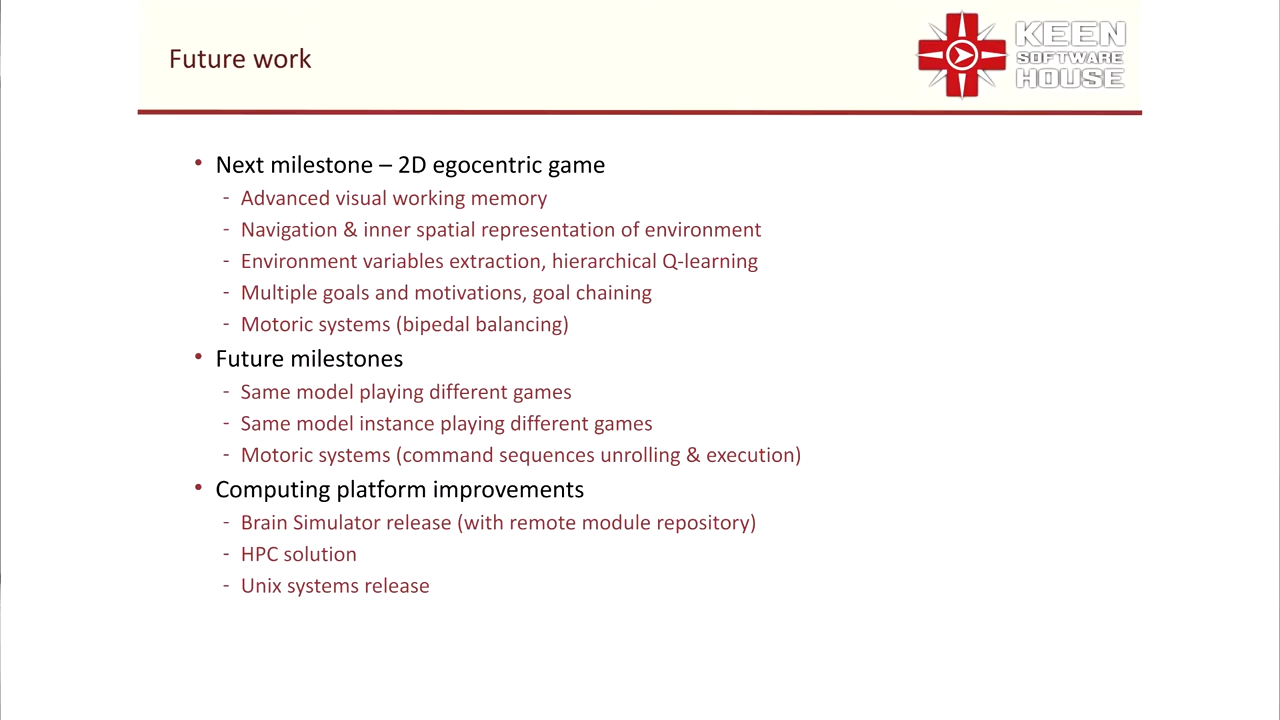 Future work
KEEN
SOFTWARE
HOUSE
• Next milestone – 2D egocentric game
- Advanced visual working memory
- Navigation & inner spatial representation of environment
- Environment variables extraction, hierarchical Q-learning
- Multiple goals and motivations, goal chaining
- Motoric systems (bipedal balancing)
• Future milestones
- Same model playing different games
- Same model instance playing different games
- Motoric systems (command sequences unrolling & execution)
• Computing platform improvements
- Brain Simulator release (with remote module repository)
- HPC solution
- Unix systems release